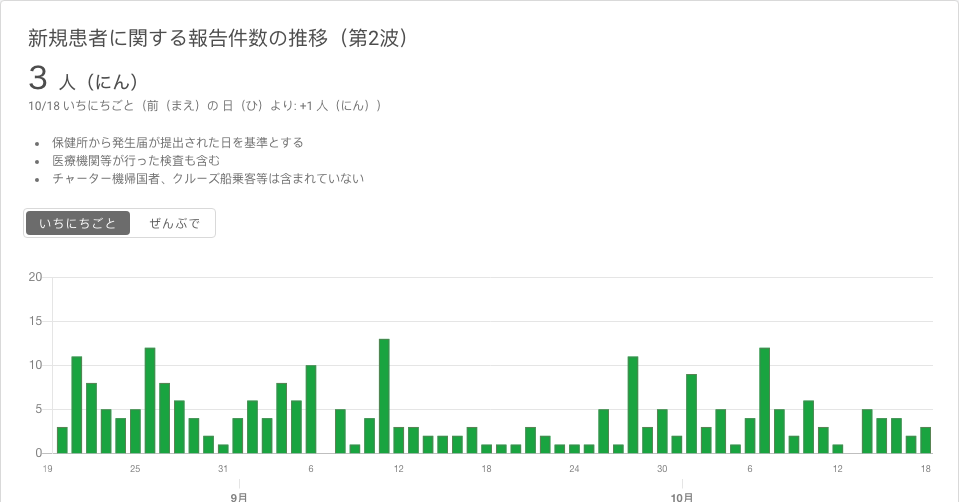 新規患者に関する報告件数の推移（第2波）
3 人（にん）
10/18 いちにちごと（前（まえ）の 日（ひ）より: +1 人（にん））
• 保健所から発生届が提出された日を基準とする
• 医療機関等が行った検査も含む
• チャーター機帰国者、クルーズ船乗客等は含まれていない
いちにちごと ぜんぶで
20
15
10
5
0
19 25 31 6 12 18 24 30 6 12 18
9月 10月